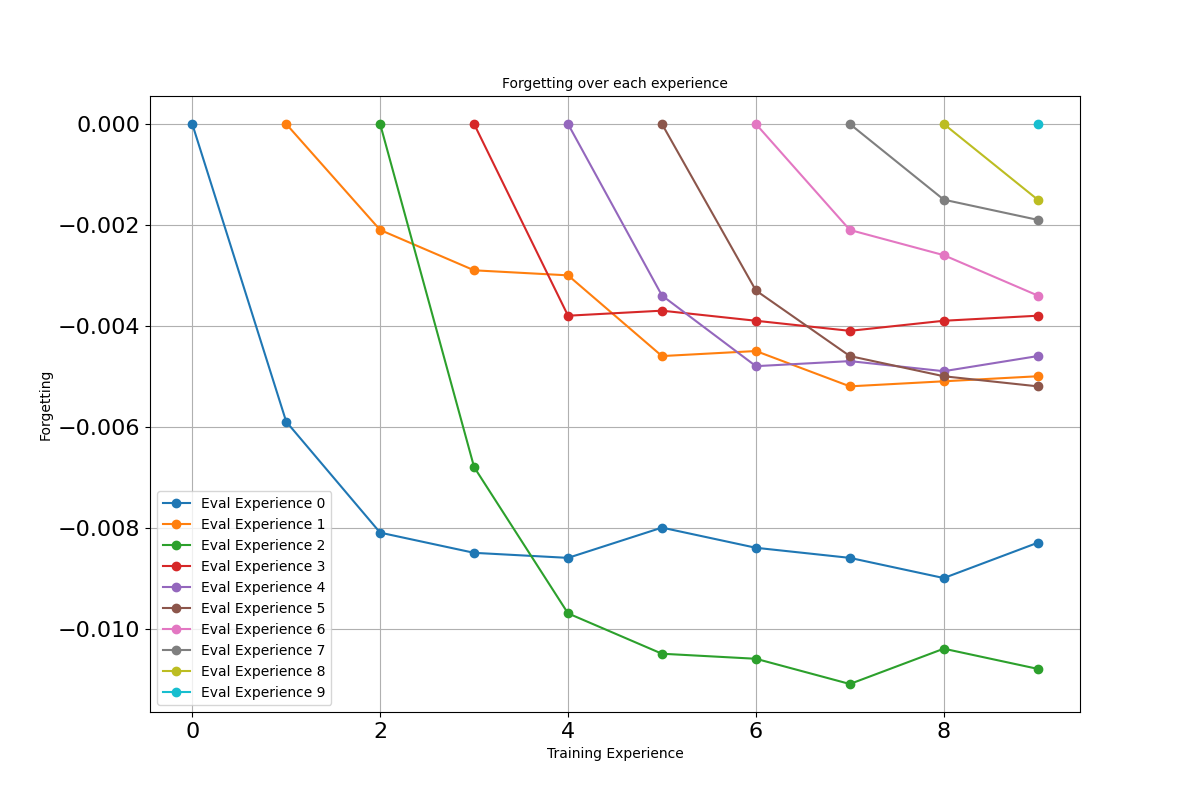 Forgetting over each experience
0.000
−0.002
−0.004
−0.006
−0.008
−0.010
Forgetting
Eval Experience 0
Eval Experience 1
Eval Experience 2
Eval Experience 3
Eval Experience 4
Eval Experience 5
Eval Experience 6
Eval Experience 7
Eval Experience 8
Eval Experience 9
0 2 4 6 8
Training Experience